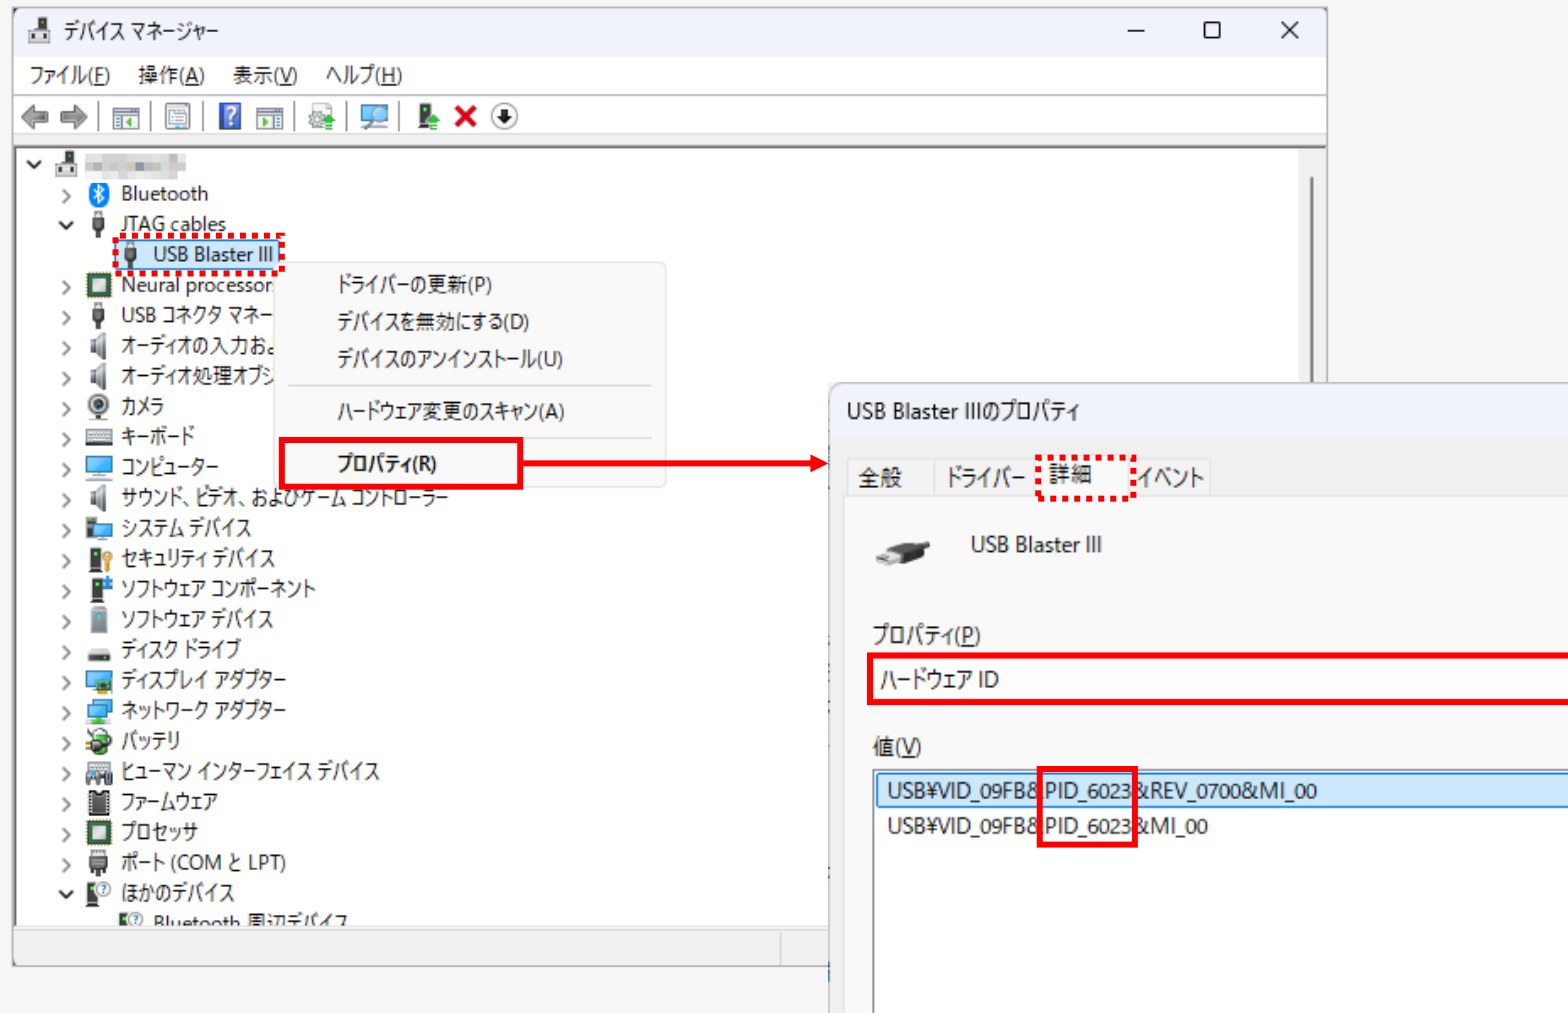 デバイス マネージャー
ファイル(F) 操作(A) 表示(V) ヘルプ(H)
Bluetooth
JTAG cables
USB Blaster III
Neural processor
USB コネクタ マネー
オーディオの入力およ
オーディオ処理オブジ
カメラ
キーボード
コンピューター
サウンド、ビデオ、およびゲーム コントローラー
システム デバイス
セキュリティ デバイス
ソフトウェア コンポーネント
ソフトウェア デバイス
ディスク ドライブ
ディスプレイ アダプター
ネットワーク アダプター
バッテリ
ヒューマン インターフェイス デバイス
ファームウェア
プロセッサ
ポート (COM と LPT)
ほかのデバイス
Bluetooth 周辺デバイス
ドライバーの更新(P)
デバイスを無効にする(D)
デバイスのアンインストール(U)
ハードウェア変更のスキャン(A)
プロパティ(R)
USB Blaster IIIのプロパティ
全般 ドライバー 詳細 イベント
USB Blaster III
プロパティ(P)
ハードウェア ID
値(V)
USB¥VID_09FB&PID_6023&REV_0700&MI_00
USB¥VID_09FB&PID_6023&MI_00